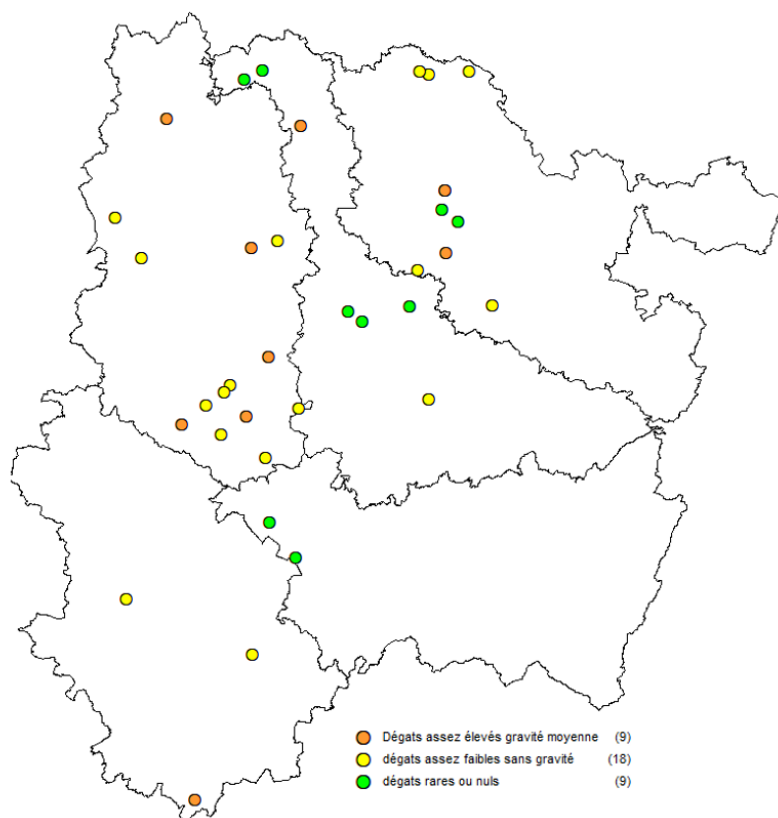 Dégats assez élevés gravité moyenne (9)
dégats assez faibles sans gravité (18)
dégats rares ou nuls (9)